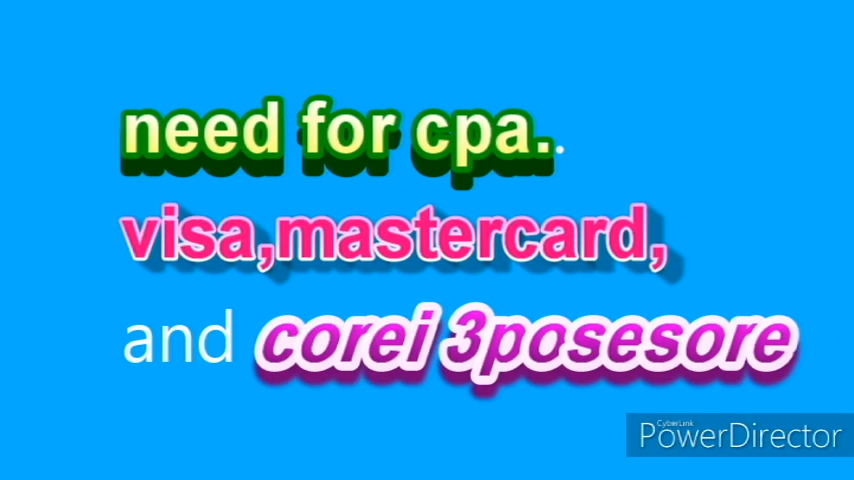 need for cpa..
visa,mastercard,
and corei 3posesore
CyberLink
PowerDirector